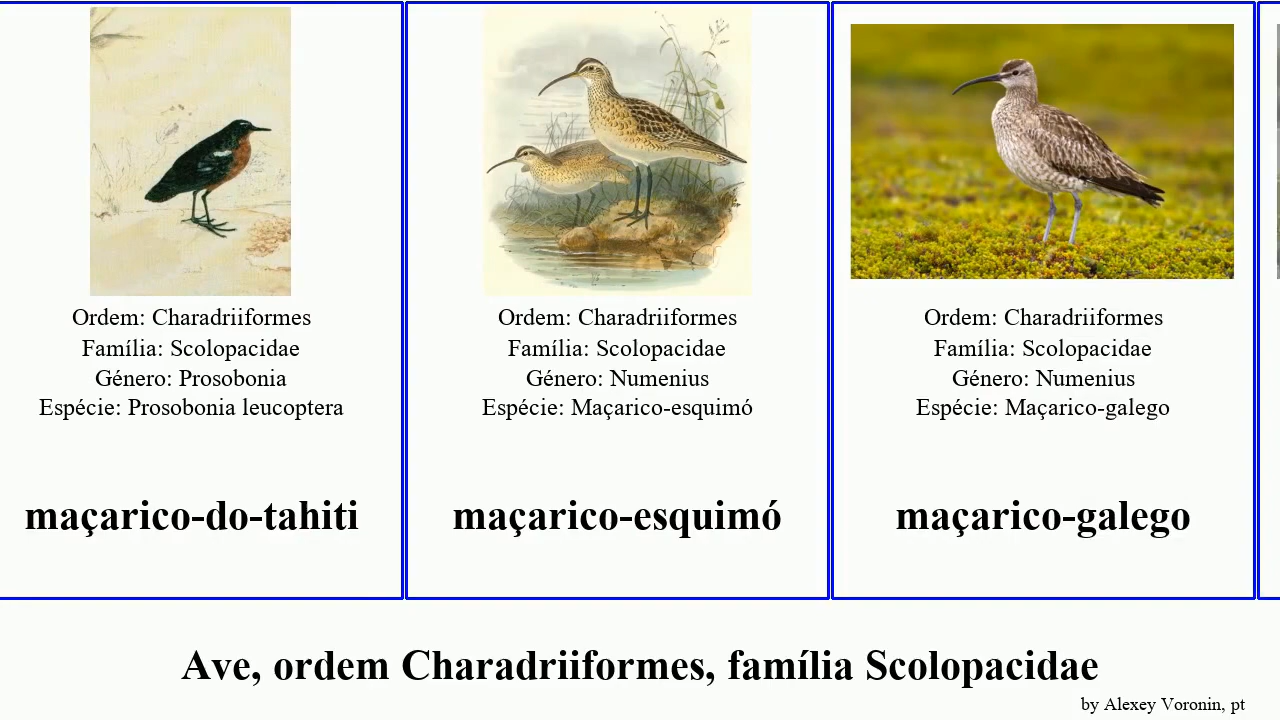 Ordem: Charadriiformes
Família: Scolopacidae
Género: Prosobonia
Espécie: Prosobonia leucoptera
maçarico-do-tahiti
Ordem: Charadriiformes
Família: Scolopacidae
Género: Numenius
Espécie: Maçarico-esquimó
maçarico-esquimó
Ordem: Charadriiformes
Família: Scolopacidae
Género: Numenius
Espécie: Maçarico-galego
maçarico-galego
Ave, ordem Charadriiformes, família Scolopacidae
by Alexey Voronin, pt